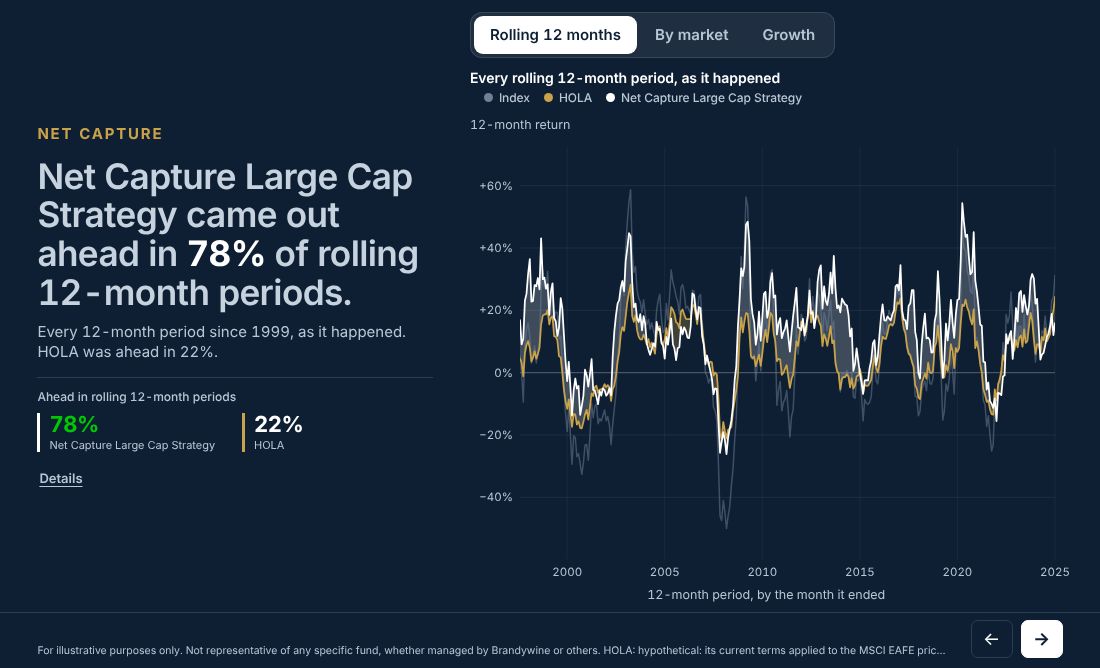 Rolling 12 months By market Growth
Every rolling 12-month period, as it happened
Index HOLA Net Capture Large Cap Strategy
12-month return
NET CAPTURE
Net Capture Large Cap
Strategy came out
ahead in 78% of rolling
12-month periods.
Every 12-month period since 1999, as it happened.
HOLA was ahead in 22%.
Ahead in rolling 12-month periods
78% 22%
Net Capture Large Cap Strategy HOLA
Details
+60%
+40%
+20%
0%
−20%
−40%
2000 2005 2010 2015 2020 2025
12-month period, by the month it ended
For illustrative purposes only. Not representative of any specific fund, whether managed by Brandywine or others. HOLA: hypothetical: its current terms applied to the MSCI EAFE pric...